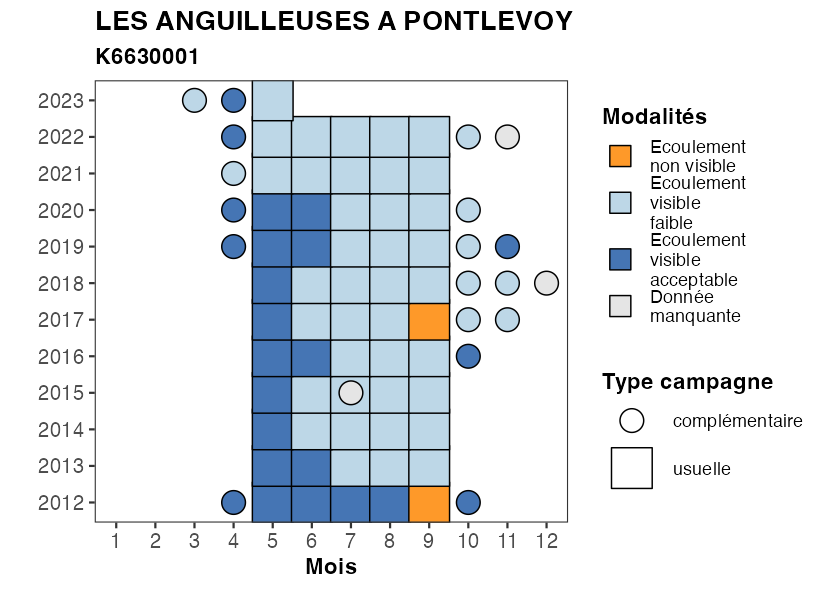 LES ANGUILLEUSES A PONTLEVOY
K6630001
2023
2022
2021
2020
2019
2018
2017
2016
2015
2014
2013
2012
1 2 3 4 5 6 7 8 9 10 11 12
Mois
Modalités
Ecoulement
non visible
Ecoulement
visible
faible
Ecoulement
visible
acceptable
Donnée
manquante
Type campagne
complémentaire
usuelle